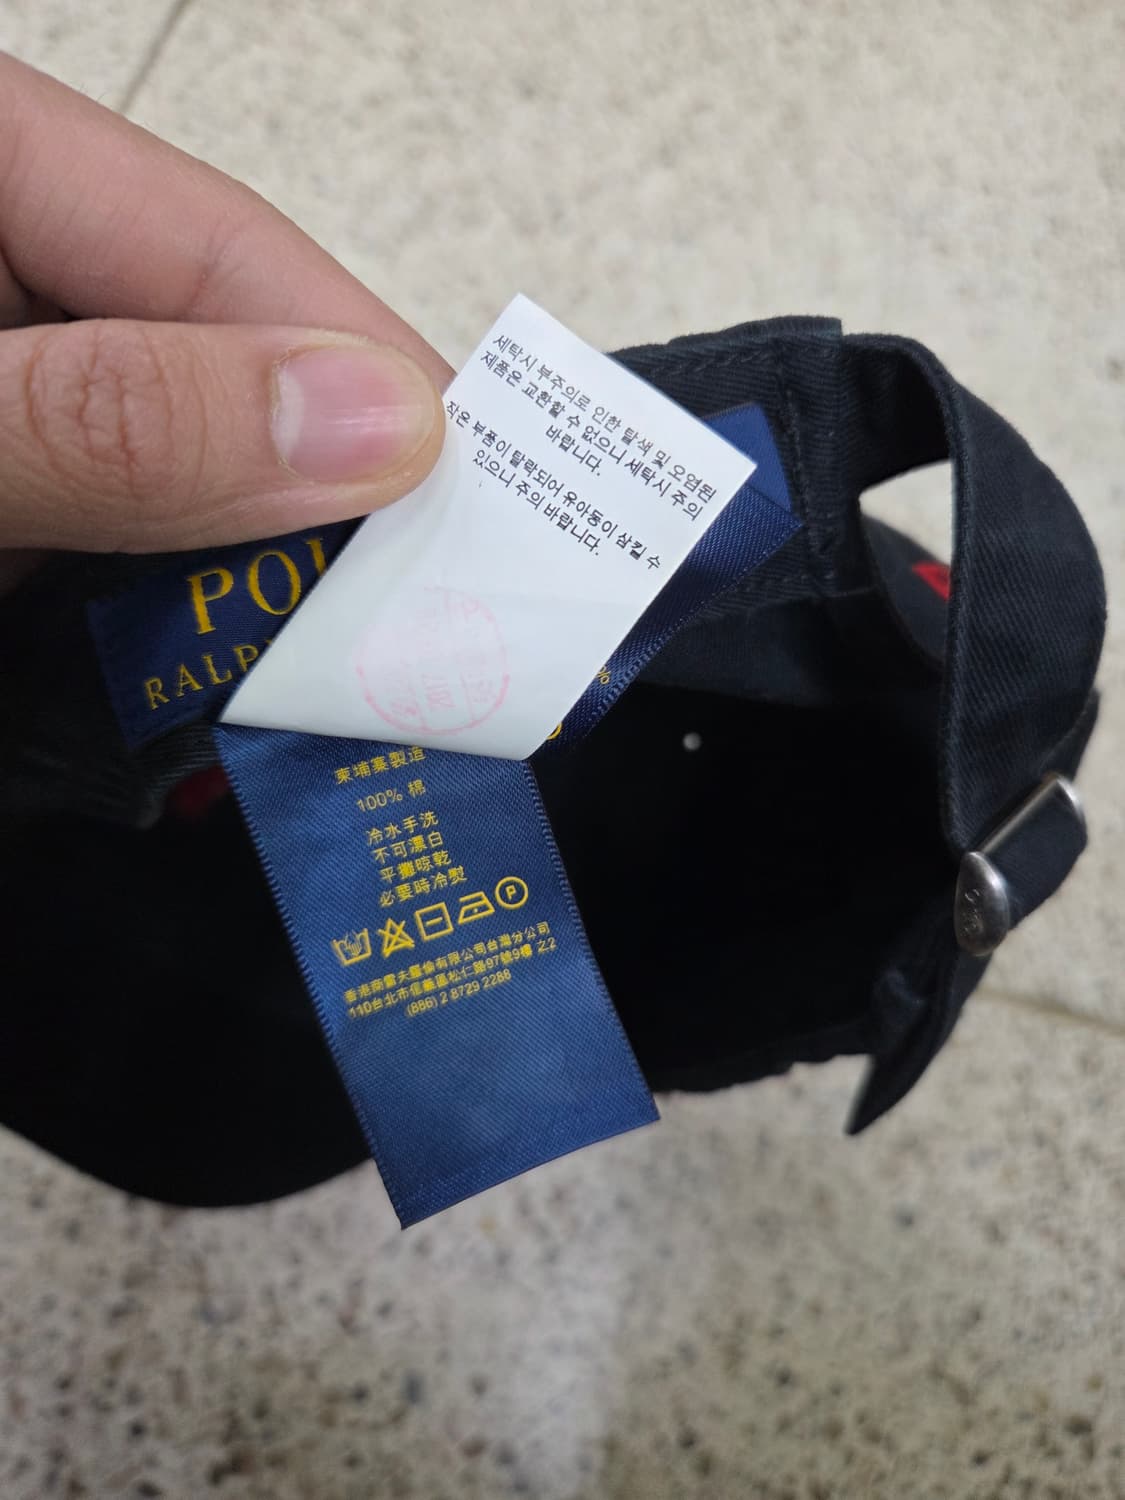 세탁시 부주의로 인한 탈색 및 오염된
제품은 교환할 수 없으니 세탁시 주의
바랍니다.
작은 부품이 탈락되어 유아동이 삼킬 수
있으니 주의 바랍니다.
POL
RALP
%
柬埔寨製造
100% 棉
冷水手洗
不可漂白
平攤晾乾
必要時冷熨
P
香港商雷夫羅倫有限公司台灣分公司
110台北市信義區松仁路97號9樓 之2
(886) 2 8729 2288